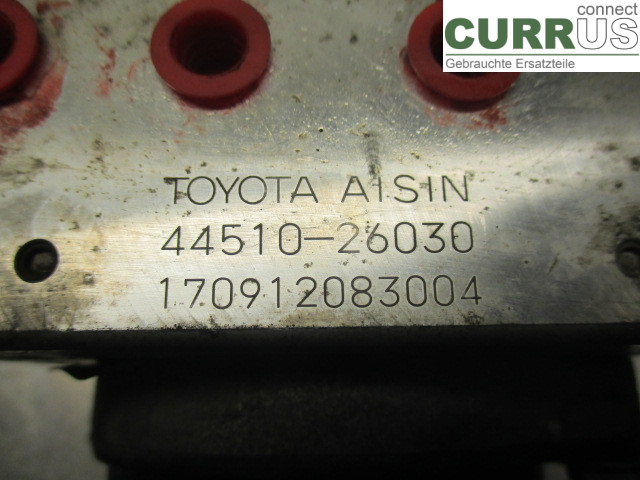 connect
CURRUS
Gebrauchte Ersatzteile
TOYOTA AISIN
44510-26030
170912083004